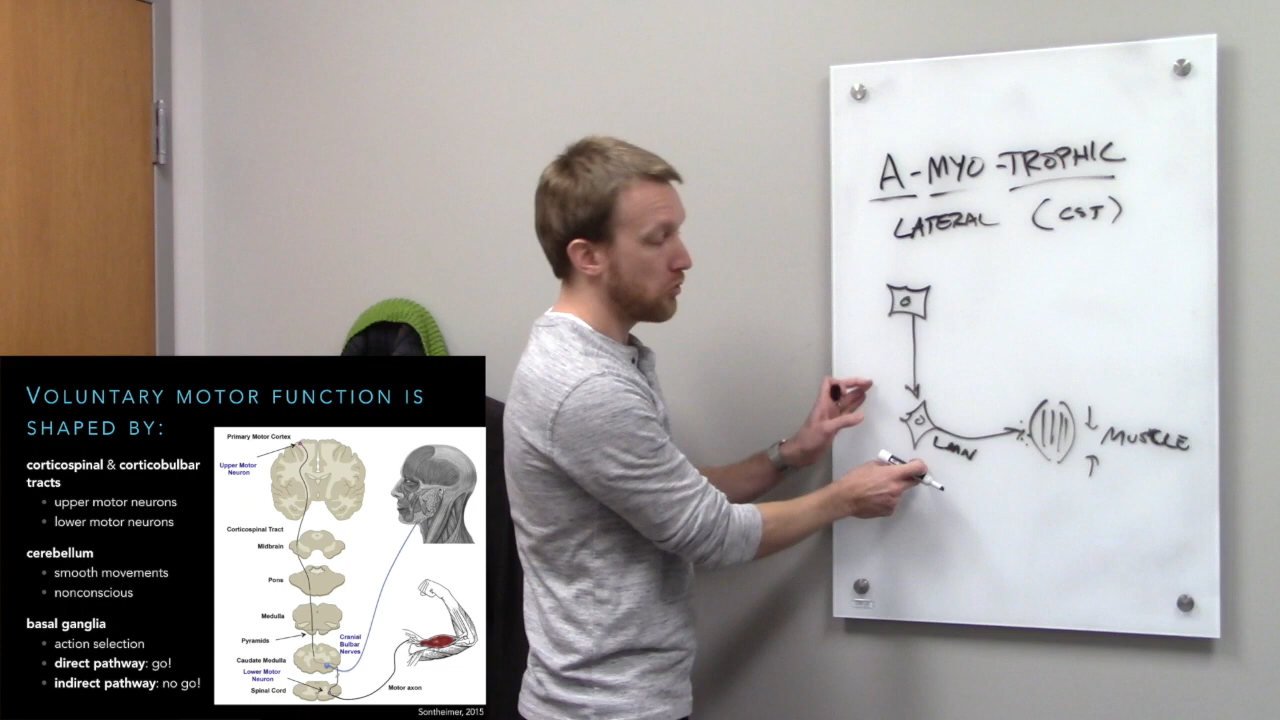 A-MYO-TROPHIC
LATERAL (CST)
LMN
MUSCLE
VOLUNTARY MOTOR FUNCTION IS
SHAPED BY:
corticospinal & corticobulbar
tracts
• upper motor neurons
• lower motor neurons
cerebellum
• smooth movements
• nonconscious
basal ganglia
• action selection
• direct pathway: go!
• indirect pathway: no go!
Primary Motor Cortex
Upper Motor
Neuron
Corticospinal Tract
Midbrain
Pons
Medulla
Pyramids
Cranial
Bulbar
Nerves
Caudate Medulla
Lower Motor
Neuron
Spinal Cord
Motor axon
Sontheimer, 2015